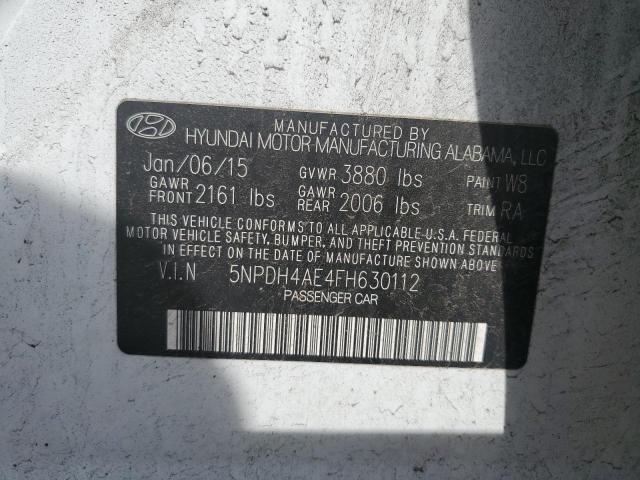 MANUFACTURED BY
HYUNDAI MOTOR MANUFACTURING ALABAMA, LLC
Jan/06/15 GVWR 3880 lbs PAINT W8
GAWR FRONT 2161 lbs GAWR REAR 2006 lbs TRIM RA
THIS VEHICLE CONFORMS TO ALL APPLICABLE U.S.A. FEDERAL
MOTOR VEHICLE SAFETY, BUMPER, AND THEFT PREVENTION STANDARDS
IN EFFECT ON THE DATE OF MANUFACTURE SHOWN ABOVE.
V.I.N 5NPDH4AE4FH630112
PASSENGER CAR